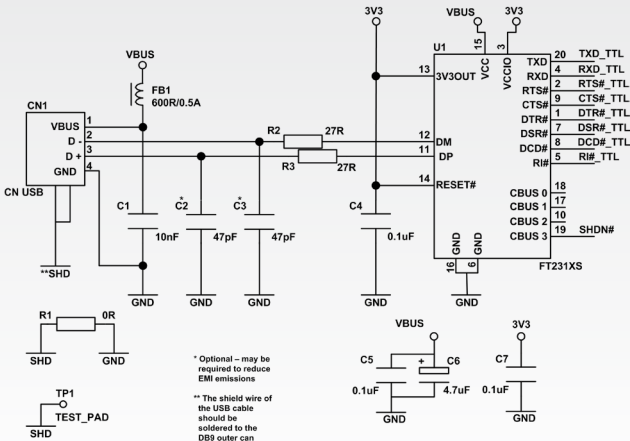 3V3
VBUS
3V3
U1
15
3
VCC
VCCIO
VBUS
FB1
600R/0.5A
CN1
VBUS
1
D -
2
D +
3
GND
4
CN USB
**SHD
R2
27R
R3
27R
13
3V3OUT
12
DM
11
DP
14
RESET#
TXD
20
TXD_TTL
RXD
4
RXD_TTL
RTS#
2
RTS#_TTL
CTS#
9
CTS#_TTL
DTR#
1
DTR#_TTL
DSR#
7
DSR#_TTL
DCD#
8
DCD#_TTL
RI#
5
RI#_TTL
CBUS 0
18
CBUS 1
17
CBUS 2
10
CBUS 3
19
SHDN#
GND
GND
16
6
FT231XS
C1
10nF
*
C2
47pF
*
C3
47pF
C4
0.1uF
GND
GND
GND
GND
GND
R1
0R
SHD
GND
TP1
TEST_PAD
SHD
* Optional – may be
required to reduce
EMI emissions
** The shield wire of
the USB cable
should be
soldered to the
DB9 outer can
VBUS
C5
0.1uF
+
C6
4.7uF
GND
3V3
C7
0.1uF
GND